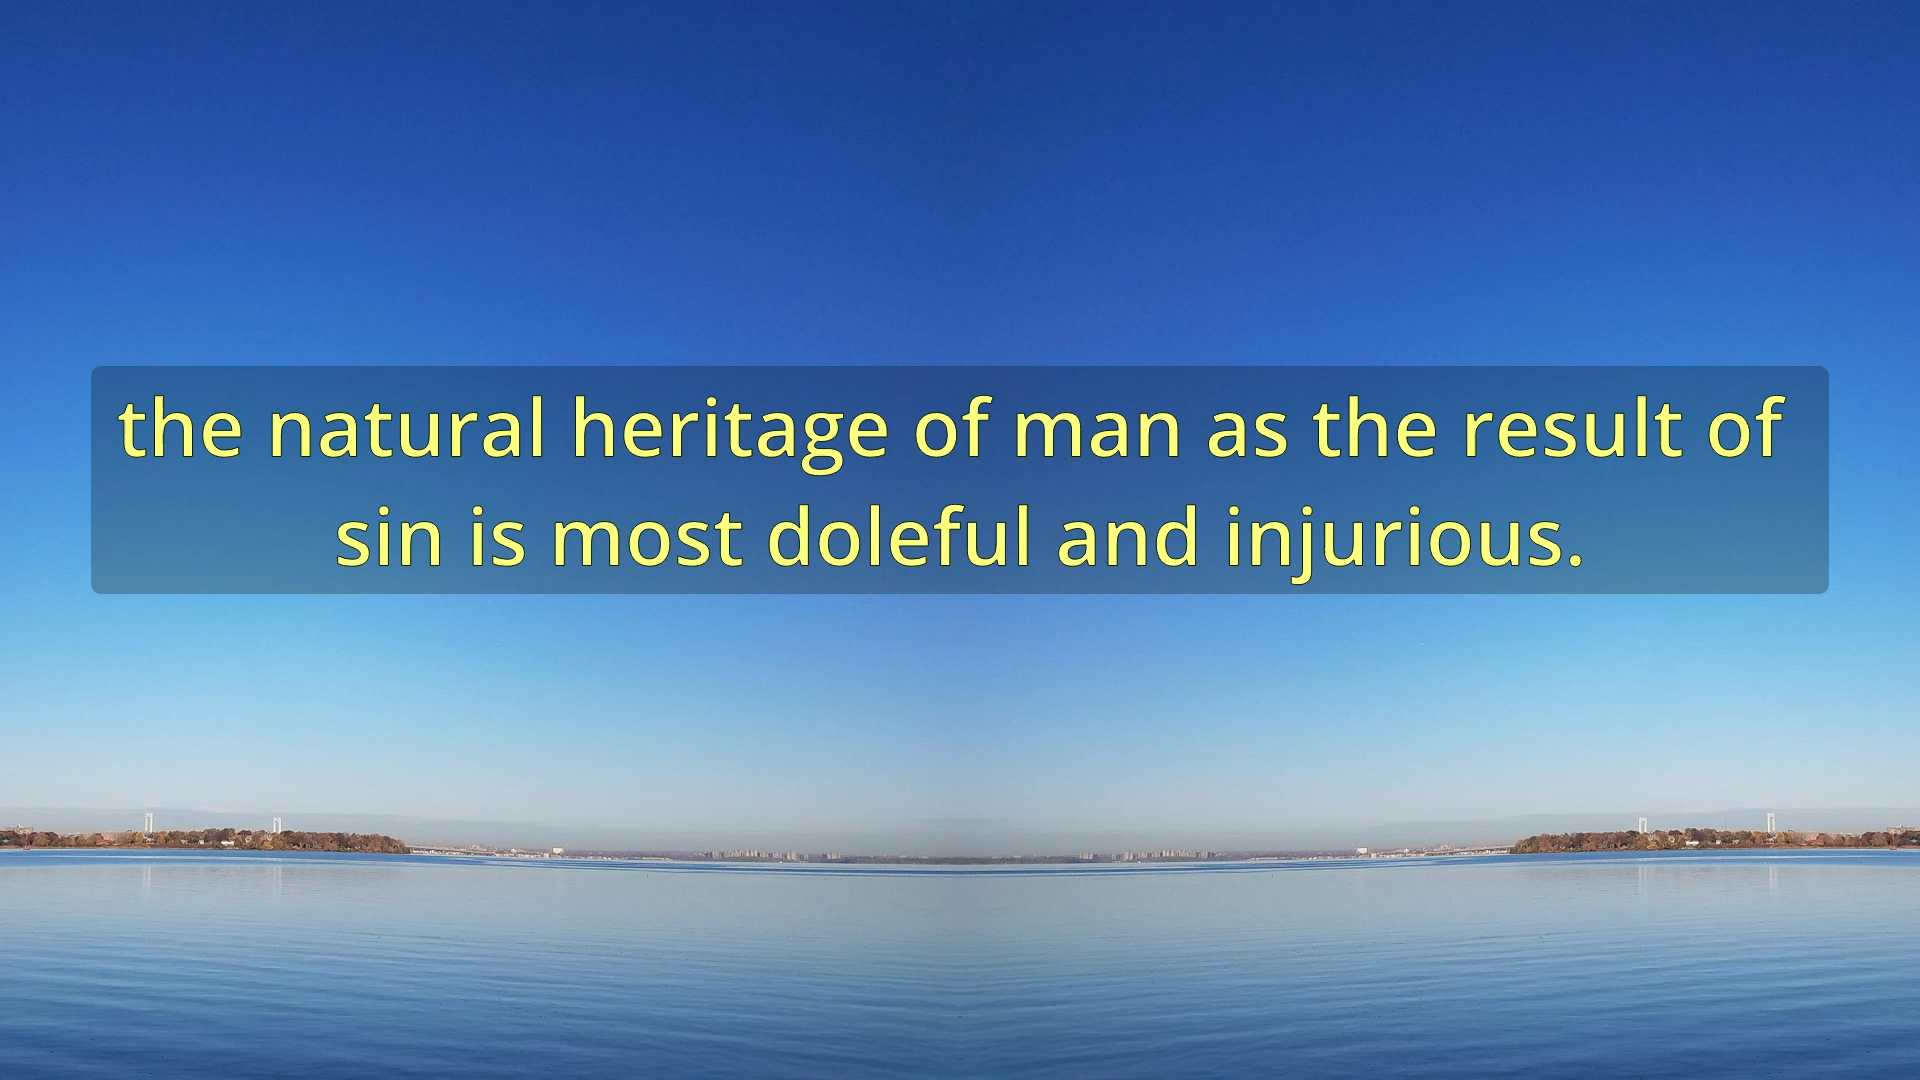 the natural heritage of man as the result of
sin is most doleful and injurious.